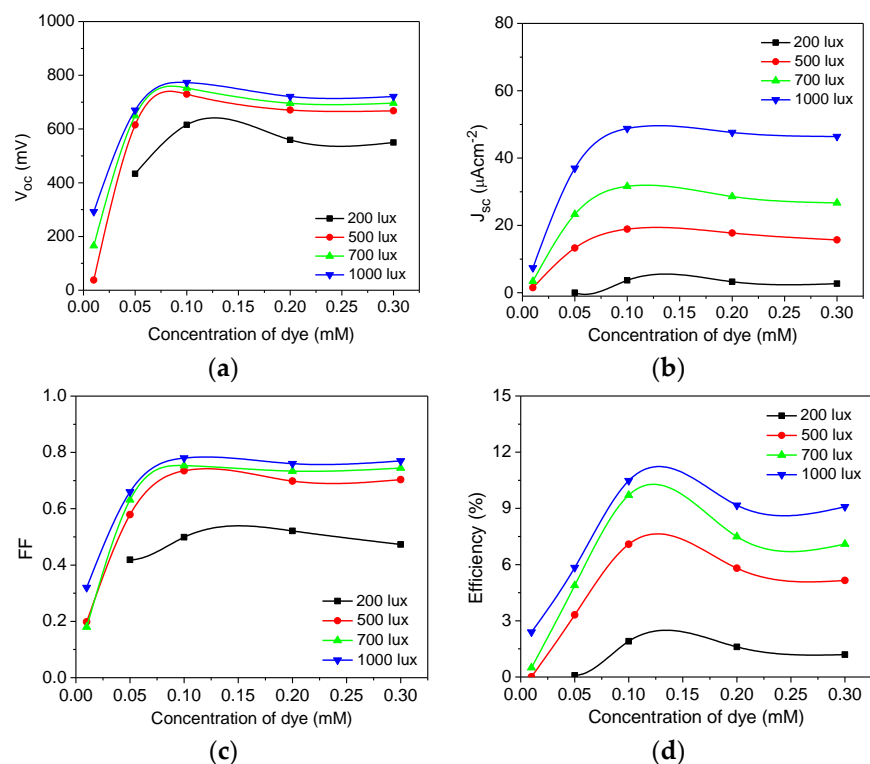 1000
800
600
400
200
0
V_oc (mV)
200 lux
500 lux
700 lux
1000 lux
0.00 0.05 0.10 0.15 0.20 0.25 0.30
Concentration of dye (mM)
(a)
80
60
40
20
0
J_sc (μAcm-2)
200 lux
500 lux
700 lux
1000 lux
0.00 0.05 0.10 0.15 0.20 0.25 0.30
Concentration of dye (mM)
(b)
1.0
0.8
0.6
0.4
0.2
0.0
FF
200 lux
500 lux
700 lux
1000 lux
0.00 0.05 0.10 0.15 0.20 0.25 0.30
Concentration of dye (mM)
(c)
15
12
9
6
3
0
Efficiency (%)
200 lux
500 lux
700 lux
1000 lux
0.00 0.05 0.10 0.15 0.20 0.25 0.30
Concentration of dye (mM)
(d)